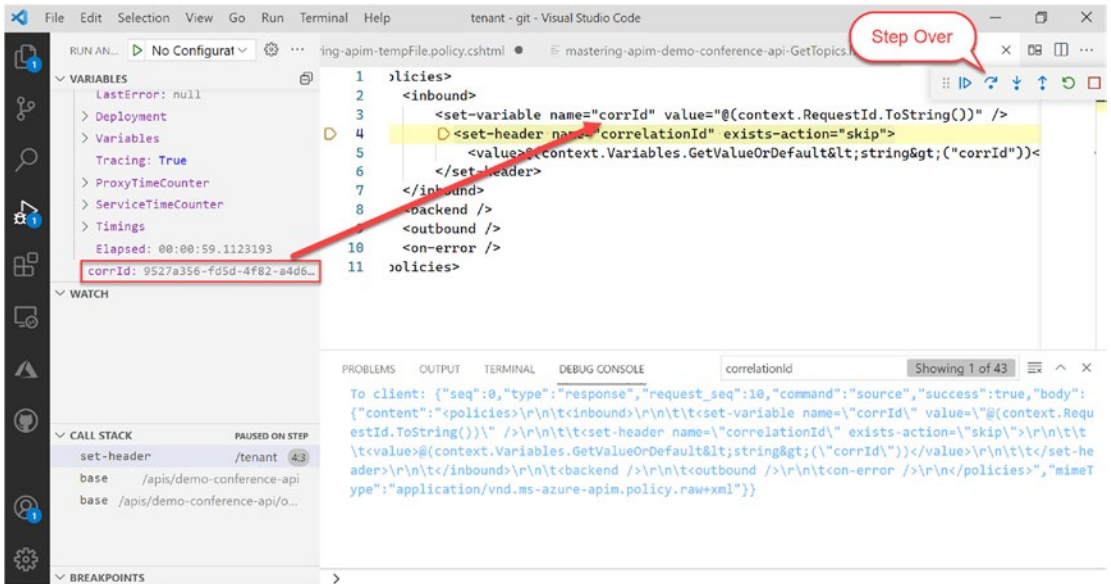 File Edit Selection View Go Run Terminal Help tenant - git - Visual Studio Code
Step Over
RUN AN... No Configurat
ing-apim-tempFile.policy.cshtml mastering-apim-demo-conference-api-GetTopics.
VARIABLES
LastError: null
> Deployment
> Variables
Tracing: True
> ProxyTimeCounter
> ServiceTimeCounter
> Timings
Elapsed: 00:00:59.1123193
corrId: 9527a356-fd5d-4f82-a4d6…
WATCH
1 olicies>
2 <inbound>
3 <set-variable name="corrId" value="@(context.RequestId.ToString())" />
4 <set-header name="correlationId" exists-action="skip">
5 <value>@(context.Variables.GetValueOrDefault&lt;string&gt;("corrId"))<
6 </set-header>
7 </inbound>
8 <backend />
9 <outbound />
10 <on-error />
11 olicies>
PROBLEMS OUTPUT TERMINAL DEBUG CONSOLE correlationId Showing 1 of 43
To client: {"seq":0,"type":"response","request_seq":10,"command":"source","success":true,"body":
{"content":"<policies>\r\n\t<inbound>\r\n\t\t<set-variable name=\"corrId\" value=\"@(context.Requ
estId.ToString())\" />\r\n\t\t<set-header name=\"correlationId\" exists-action=\"skip\">\r\n\t\t
\t<value>@(context.Variables.GetValueOrDefault&lt;string&gt;(\"corrId\"))</value>\r\n\t\t</set-he
ader>\r\n\t</inbound>\r\n\t<backend />\r\n\t<outbound />\r\n\t<on-error />\r\n</policies>","mimeT
ype":"application/vnd.ms-azure-apim.policy.raw+xml"}}
CALL STACK PAUSED ON STEP
set-header /tenant 4:3
base /apis/demo-conference-api
base /apis/demo-conference-api/o...
BREAKPOINTS
>
1
1
1